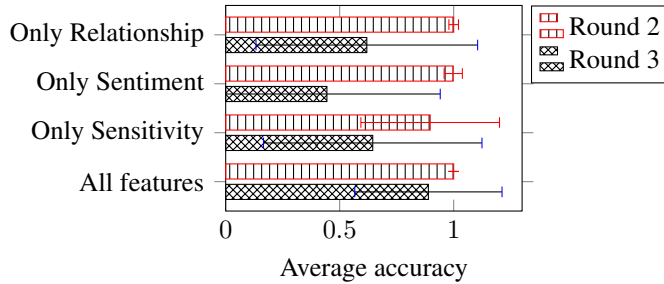 Only Relationship
Only Sentiment
Only Sensitivity
All features
0
0.5
1
Average accuracy
Round 2
Round 3